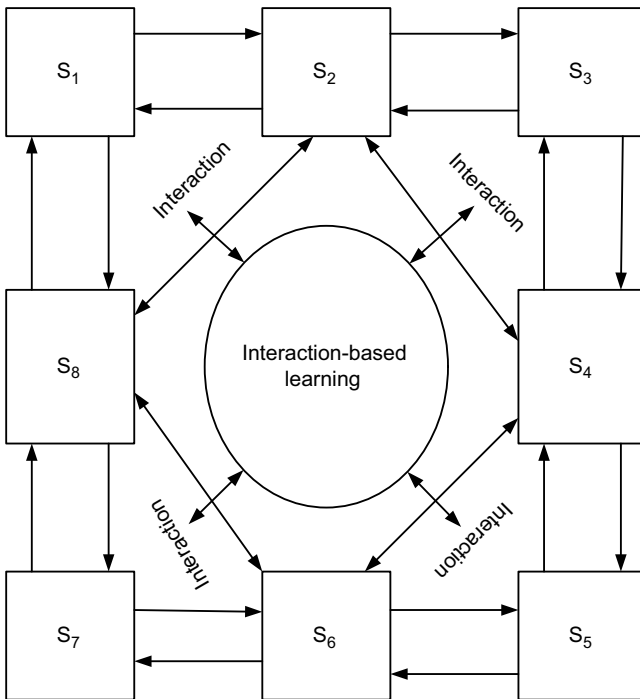 S1
S2
S3
Interaction
Interaction
S8
Interaction-based
learning
S4
Interaction
Interaction
S7
S6
S5